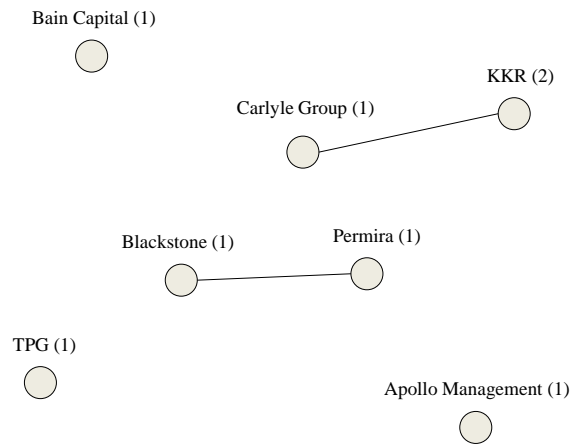 Bain Capital (1)
KKR (2)
Carlyle Group (1)
Permira (1)
Blackstone (1)
TPG (1)
Apollo Management (1)